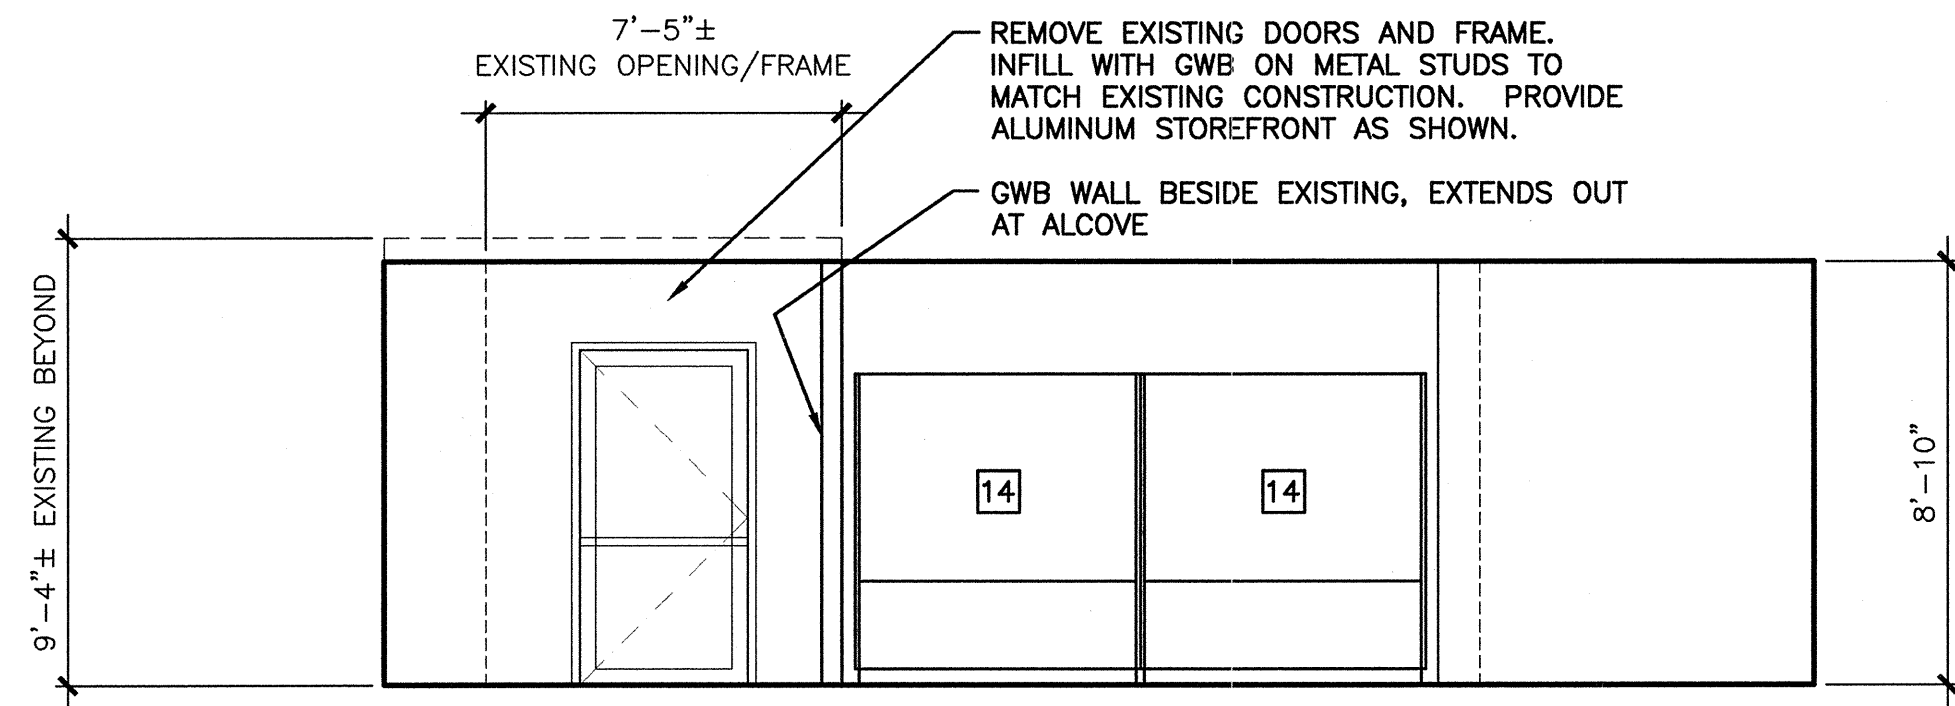 7'-5"±
EXISTING OPENING/FRAME
REMOVE EXISTING DOORS AND FRAME.
INFILL WITH GWB ON METAL STUDS TO
MATCH EXISTING CONSTRUCTION. PROVIDE
ALUMINUM STOREFRONT AS SHOWN.
GWB WALL BESIDE EXISTING, EXTENDS OUT
AT ALCOVE
9'-4"± EXISTING BEYOND
14
14
8'-10"